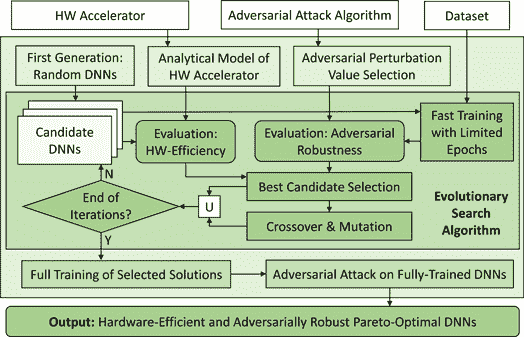 HW Accelerator
Adversarial Attack Algorithm
Dataset
First Generation:
Random DNNs
Analytical Model of
HW Accelerator
Adversarial Perturbation
Value Selection
Candidate
DNNs
Evaluation:
HW-Efficiency
Evaluation: Adversarial
Robustness
Fast Training
with Limited
Epochs
N
End of
Iterations?
U
Best Candidate Selection
Crossover & Mutation
Evolutionary
Search
Algorithm
Y
Full Training of Selected Solutions
Adversarial Attack on Fully-Trained DNNs
Output: Hardware-Efficient and Adversarially Robust Pareto-Optimal DNNs